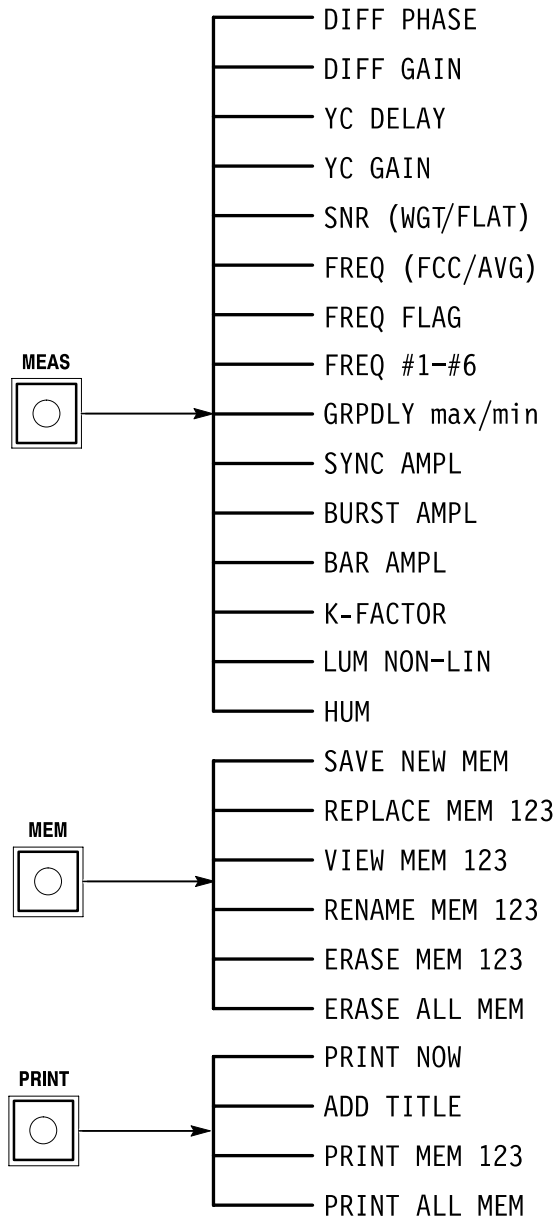 DIFF PHASE
DIFF GAIN
YC DELAY
YC GAIN
SNR (WGT/FLAT)
FREQ (FCC/AVG)
FREQ FLAG
FREQ #1-#6
MEAS
GRPDLY max/min
SYNC AMPL
BURST AMPL
BAR AMPL
K-FACTOR
LUM NON-LIN
HUM
SAVE NEW MEM
REPLACE MEM 123
MEM
VIEW MEM 123
RENAME MEM 123
ERASE MEM 123
ERASE ALL MEM
PRINT NOW
PRINT
ADD TITLE
PRINT MEM 123
PRINT ALL MEM